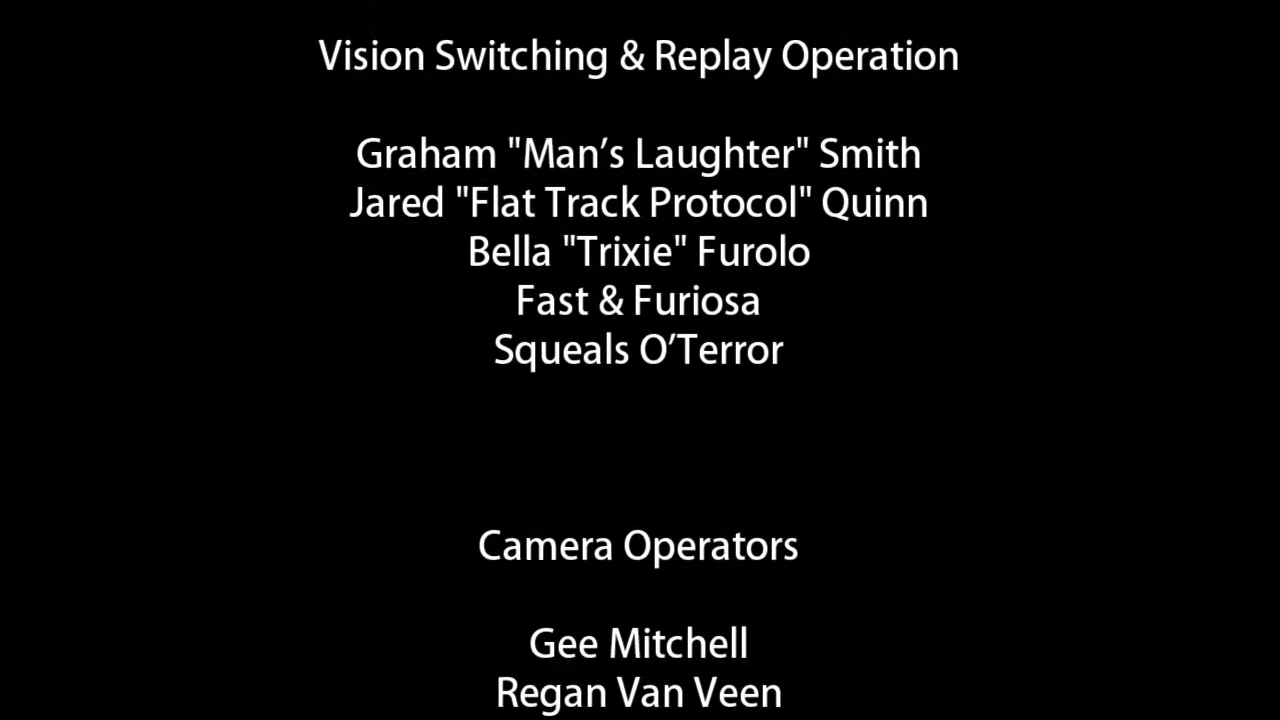 Vision Switching & Replay Operation
Graham "Man’s Laughter" Smith
Jared "Flat Track Protocol" Quinn
Bella "Trixie" Furolo
Fast & Furiosa
Squeals O’Terror
Camera Operators
Gee Mitchell
Regan Van Veen